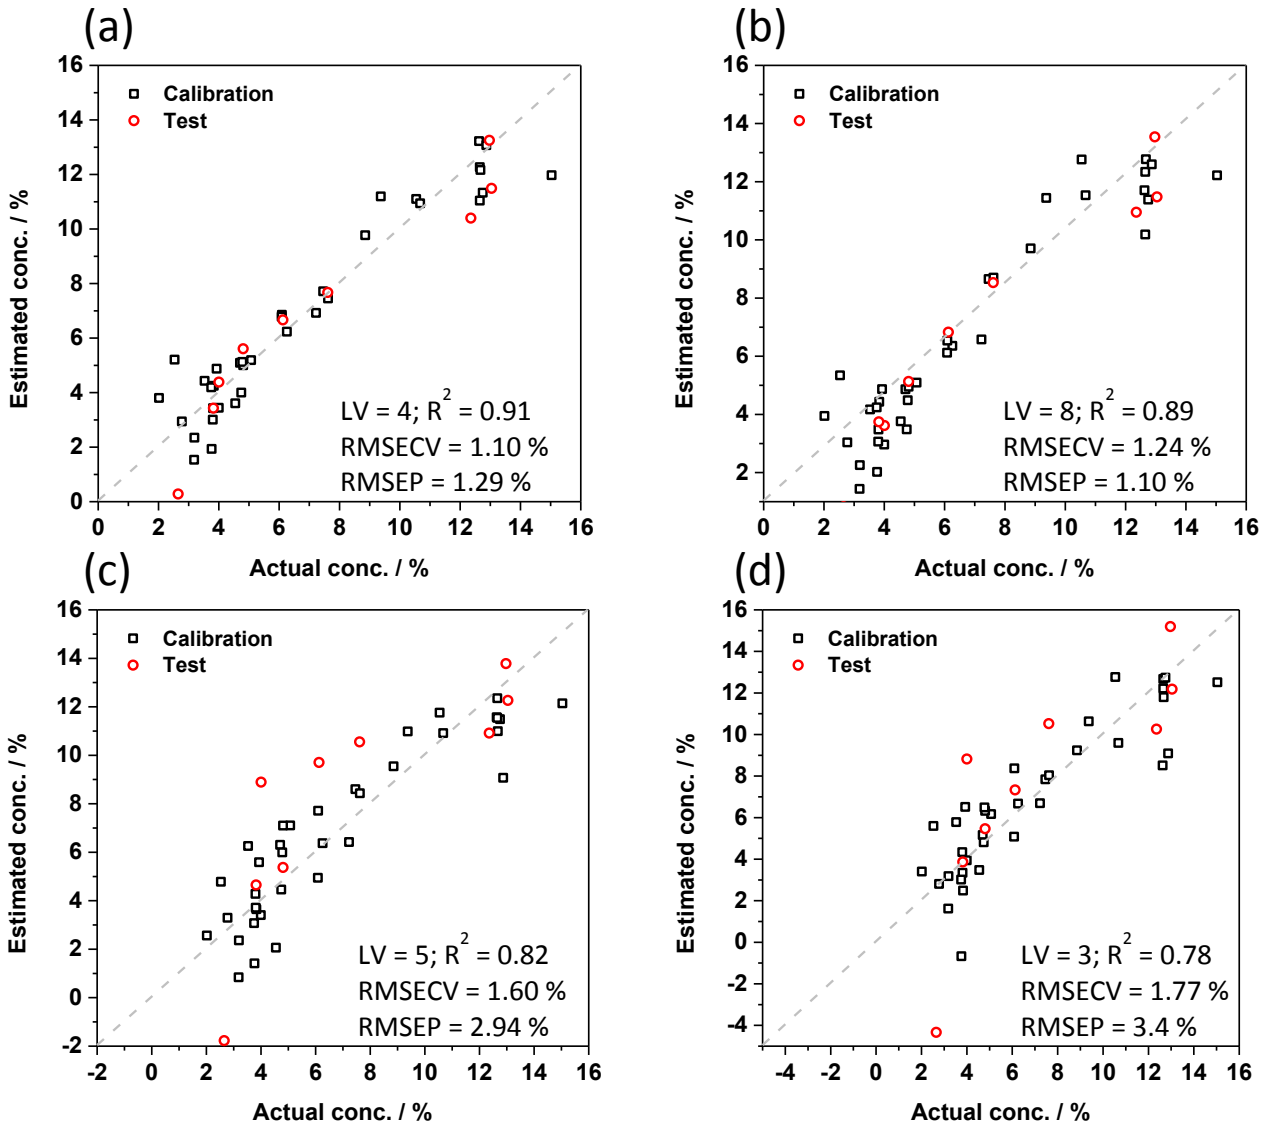 (a)
16
14
12
10
8
6
4
2
0
Estimated conc. / %
Calibration
Test
LV = 4; R² = 0.91
RMSECV = 1.10 %
RMSEP = 1.29 %
0 2 4 6 8 10 12 14 16
Actual conc. / %
(b)
16
14
12
10
8
6
4
2
Estimated conc. / %
Calibration
Test
LV = 8; R² = 0.89
RMSECV = 1.24 %
RMSEP = 1.10 %
0 2 4 6 8 10 12 14 16
Actual conc. / %
(c)
16
14
12
10
8
6
4
2
0
-2
Estimated conc. / %
Calibration
Test
LV = 5; R² = 0.82
RMSECV = 1.60 %
RMSEP = 2.94 %
-2 0 2 4 6 8 10 12 14 16
Actual conc. / %
(d)
16
14
12
10
8
6
4
2
0
-2
-4
Estimated conc. / %
Calibration
Test
LV = 3; R² = 0.78
RMSECV = 1.77 %
RMSEP = 3.4 %
-4 -2 0 2 4 6 8 10 12 14 16
Actual conc. / %